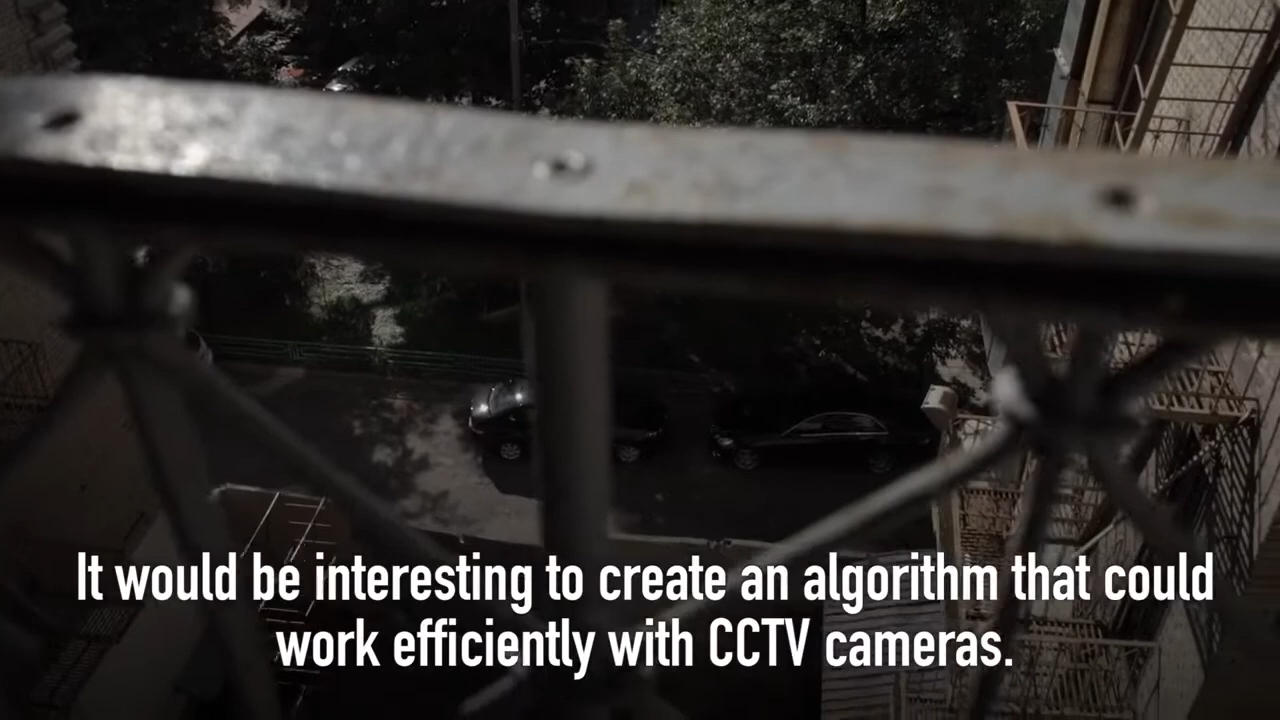 It would be interesting to create an algorithm that could
work efficiently with CCTV cameras.